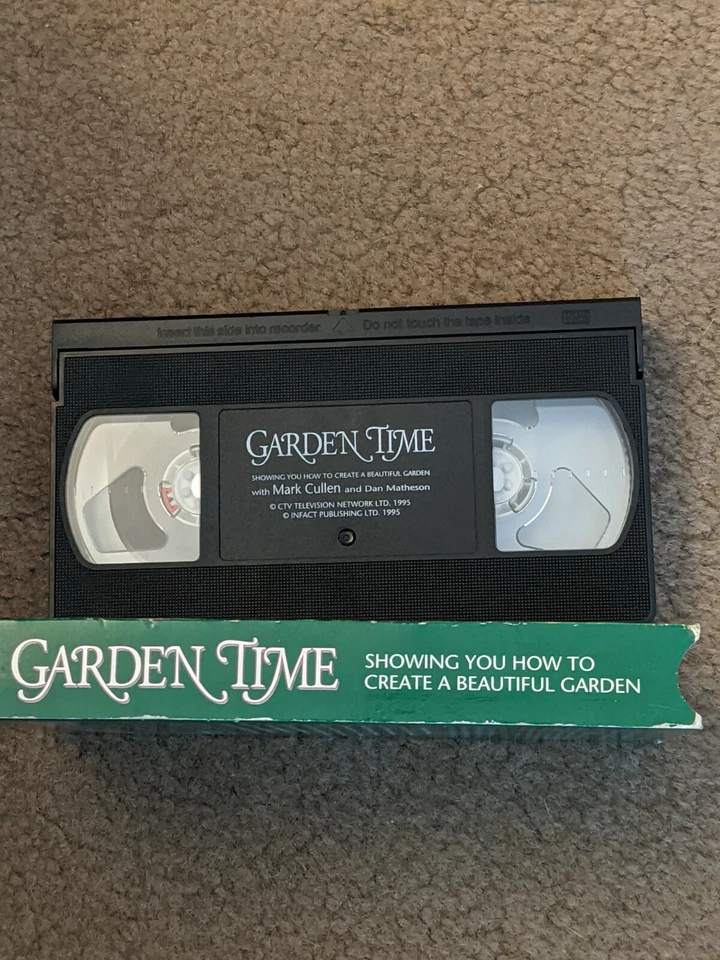 Insert this side into recorder Do not touch the tape inside
GARDEN TIME
SHOWING YOU HOW TO CREATE A BEAUTIFUL GARDEN
with Mark Cullen and Dan Matheson
© CTV TELEVISION NETWORK LTD. 1995
© INFACT PUBLISHING LTD. 1995
GARDEN TIME
SHOWING YOU HOW TO
CREATE A BEAUTIFUL GARDEN